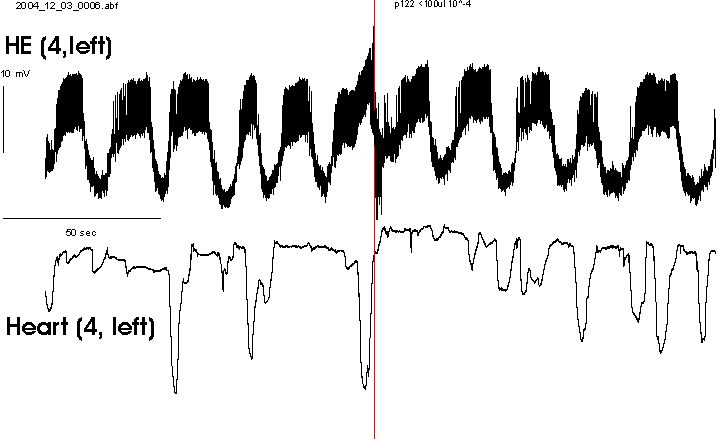 2004_12_03_0006.abf
p122 <100ul 10^-4
HE (4,left)
10 mV
50 sec
Heart (4, left)